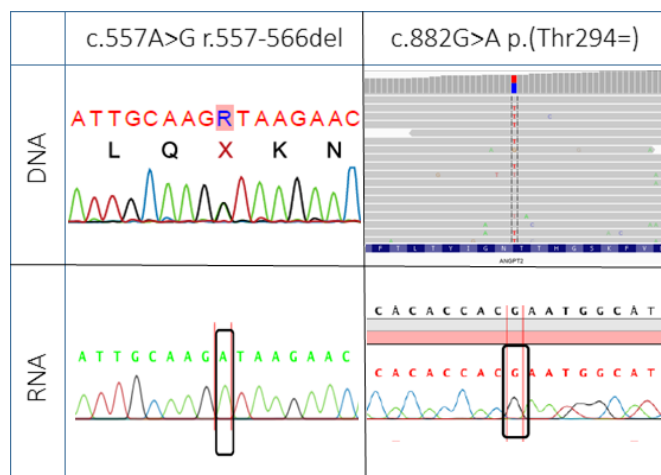 c.557A>G r.557-566del
c.882G>A p.(Thr294=)
DNA
ATTGCAAGRTAAGAAC
L Q X K N
P T L T Y I G N T T H G S K P V
ANGPT2
RNA
ATTGCAAGATAAGAAC
CACACCACGAATGGCAT
CACACCACGAATGGCAT